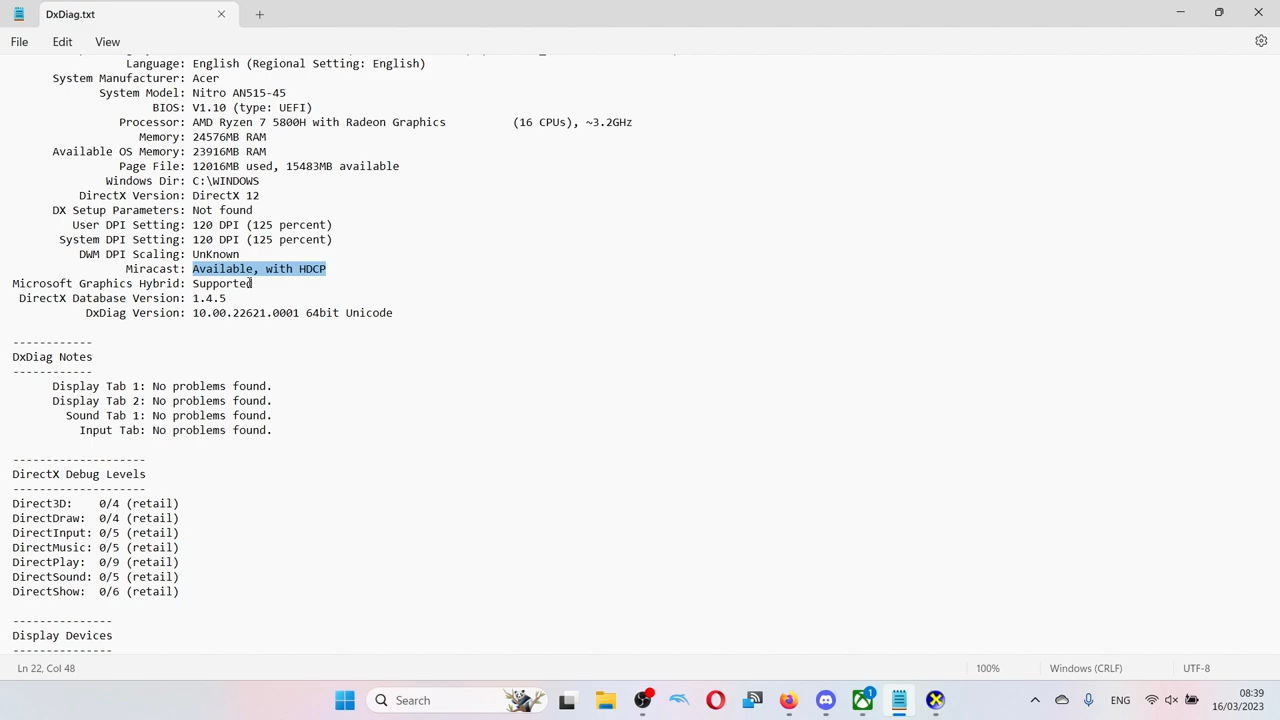 DxDiag.txt
File Edit View
Language: English (Regional Setting: English)
System Manufacturer: Acer
System Model: Nitro AN515-45
BIOS: V1.10 (type: UEFI)
Processor: AMD Ryzen 7 5800H with Radeon Graphics (16 CPUs), ~3.2GHz
Memory: 24576MB RAM
Available OS Memory: 23916MB RAM
Page File: 12016MB used, 15483MB available
Windows Dir: C:\WINDOWS
DirectX Version: DirectX 12
DX Setup Parameters: Not found
User DPI Setting: 120 DPI (125 percent)
System DPI Setting: 120 DPI (125 percent)
DWM DPI Scaling: UnKnown
Miracast: Available, with HDCP
Microsoft Graphics Hybrid: Supported
DirectX Database Version: 1.4.5
DxDiag Version: 10.00.22621.0001 64bit Unicode
------------
DxDiag Notes
------------
Display Tab 1: No problems found.
Display Tab 2: No problems found.
Sound Tab 1: No problems found.
Input Tab: No problems found.
--------------------
DirectX Debug Levels
--------------------
Direct3D: 0/4 (retail)
DirectDraw: 0/4 (retail)
DirectInput: 0/5 (retail)
DirectMusic: 0/5 (retail)
DirectPlay: 0/9 (retail)
DirectSound: 0/5 (retail)
DirectShow: 0/6 (retail)
---------------
Display Devices
---------------
Ln 22, Col 48 100% Windows (CRLF) UTF-8
Search 1 ENG 08:39
16/03/2023